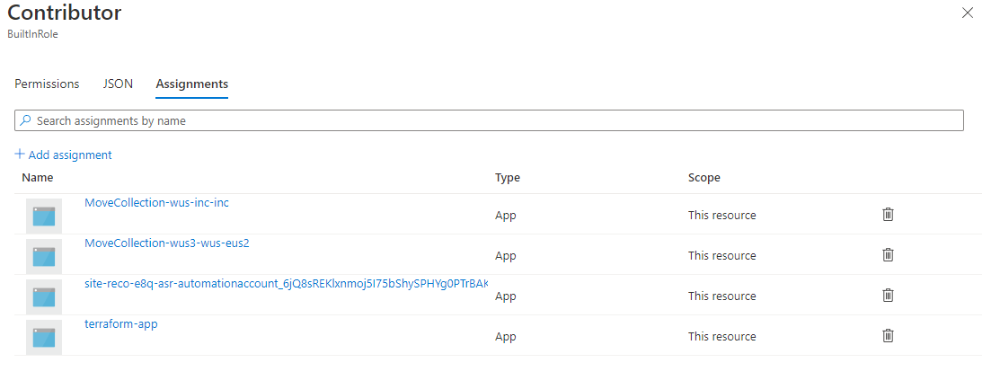 Contributor
BuiltInRole
Permissions JSON Assignments
Search assignments by name
+ Add assignment
Name Type Scope
MoveCollection-wus-inc-inc App This resource
MoveCollection-wus3-wus-eus2 App This resource
site-reco-e8q-asr-automationaccount_6jQ8sREKlxnmoj5I75bShySPHYg0PTrBAK App This resource
terraform-app App This resource